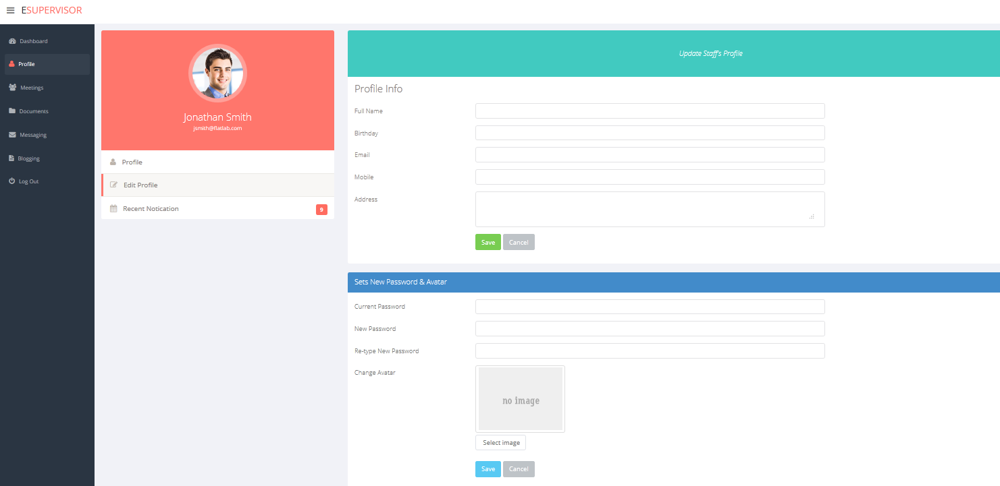 ESUPERVISOR
Dashboard
Profile
Meetings
Documents
Messaging
Blogging
Log Out
Jonathan Smith
jsmith@flatlab.com
Profile
Edit Profile
Recent Notication 9
Update Staff's Profile
Profile Info
Full Name
Birthday
Email
Mobile
Address
Save Cancel
Sets New Password & Avatar
Current Password
New Password
Re-type New Password
Change Avatar
no image
Select image
Save Cancel